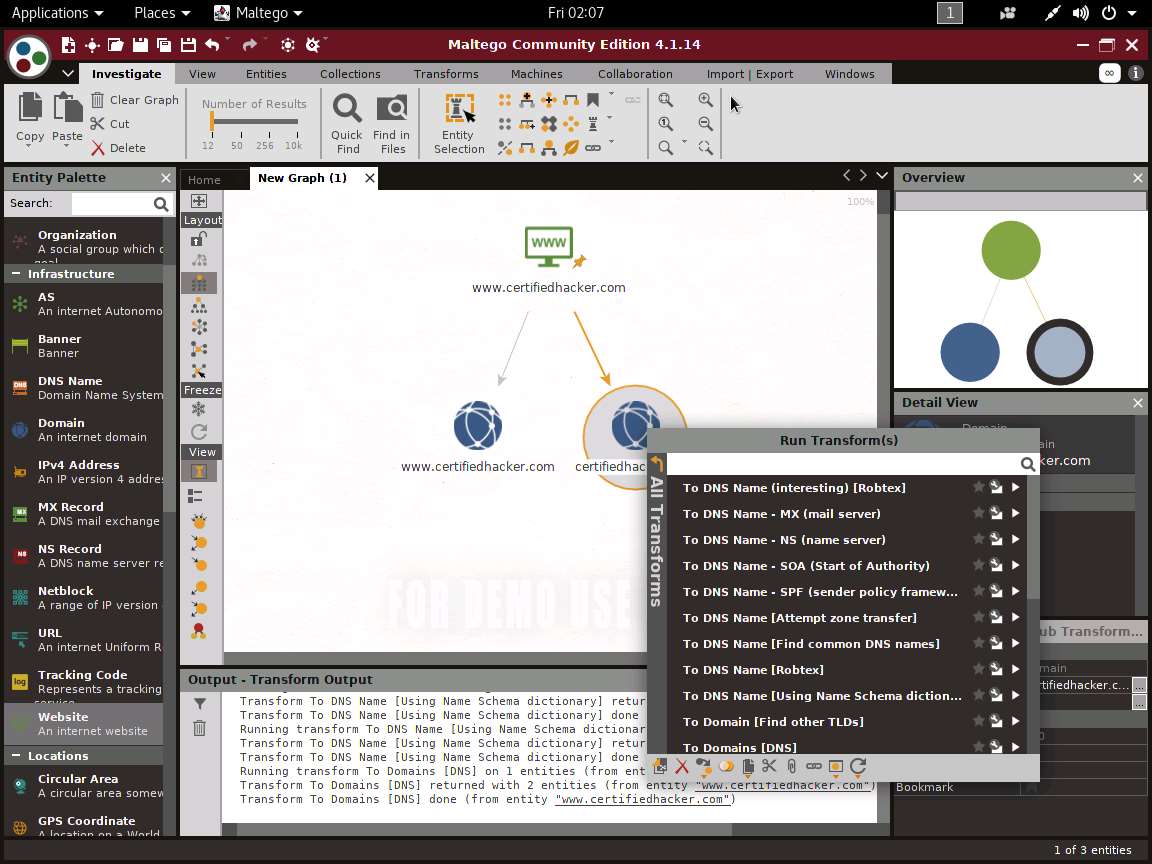 Applications Places Maltego Fri 02:07 1
Maltego Community Edition 4.1.14
Investigate View Entities Collections Transforms Machines Collaboration Import | Export Windows
Copy Paste
Clear Graph
Cut
Delete
Number of Results
12 50 256 10k
Quick Find
Find in Files
Entity Selection
Entity Palette
Search:
Organization
A social group which
Infrastructure
AS
An internet Autonomo
Banner
Banner
DNS Name
Domain Name System
Domain
An internet domain
IPv4 Address
An IP version 4 addre
MX Record
A DNS mail exchange
NS Record
A DNS name server re
Netblock
A range of IP version
URL
An internet Uniform R
Tracking Code
Represents a tracking
service
Website
An internet website
Locations
Circular Area
A circular area somew
GPS Coordinate
A location on a World
Home New Graph (1)
Layout
Freeze
View
100%
www
www.certifiedhacker.com
www.certifiedhacker.com
certifiedhac
FOR DEMO USE
Overview
Detail View
Domain
ain
ker.com
Run Transform(s)
All Transforms
To DNS Name (interesting) [Robtex]
To DNS Name - MX (mail server)
To DNS Name - NS (name server)
To DNS Name - SOA (Start of Authority)
To DNS Name - SPF (sender policy framew...
To DNS Name [Attempt zone transfer]
To DNS Name [Find common DNS names]
To DNS Name [Robtex]
To DNS Name [Using Name Schema diction...
To Domain [Find other TLDs]
To Domains [DNS]
ub Transform...
main
rtifiedhacker.c... ...
...
0
Bookmark
Output - Transform Output
Transform To DNS Name [Using Name Schema dictionary] retur
Transform To DNS Name [Using Name Schema dictionary] done
Running transform To DNS Name [Using Name Schema dictionar
Transform To DNS Name [Using Name Schema dictionary] retur
Transform To DNS Name [Using Name Schema dictionary] done
Running transform To Domains [DNS] on 1 entities (from ent
Transform To Domains [DNS] returned with 2 entities (from entity "www.certifiedhacker.com")
Transform To Domains [DNS] done (from entity "www.certifiedhacker.com")
1 of 3 entities